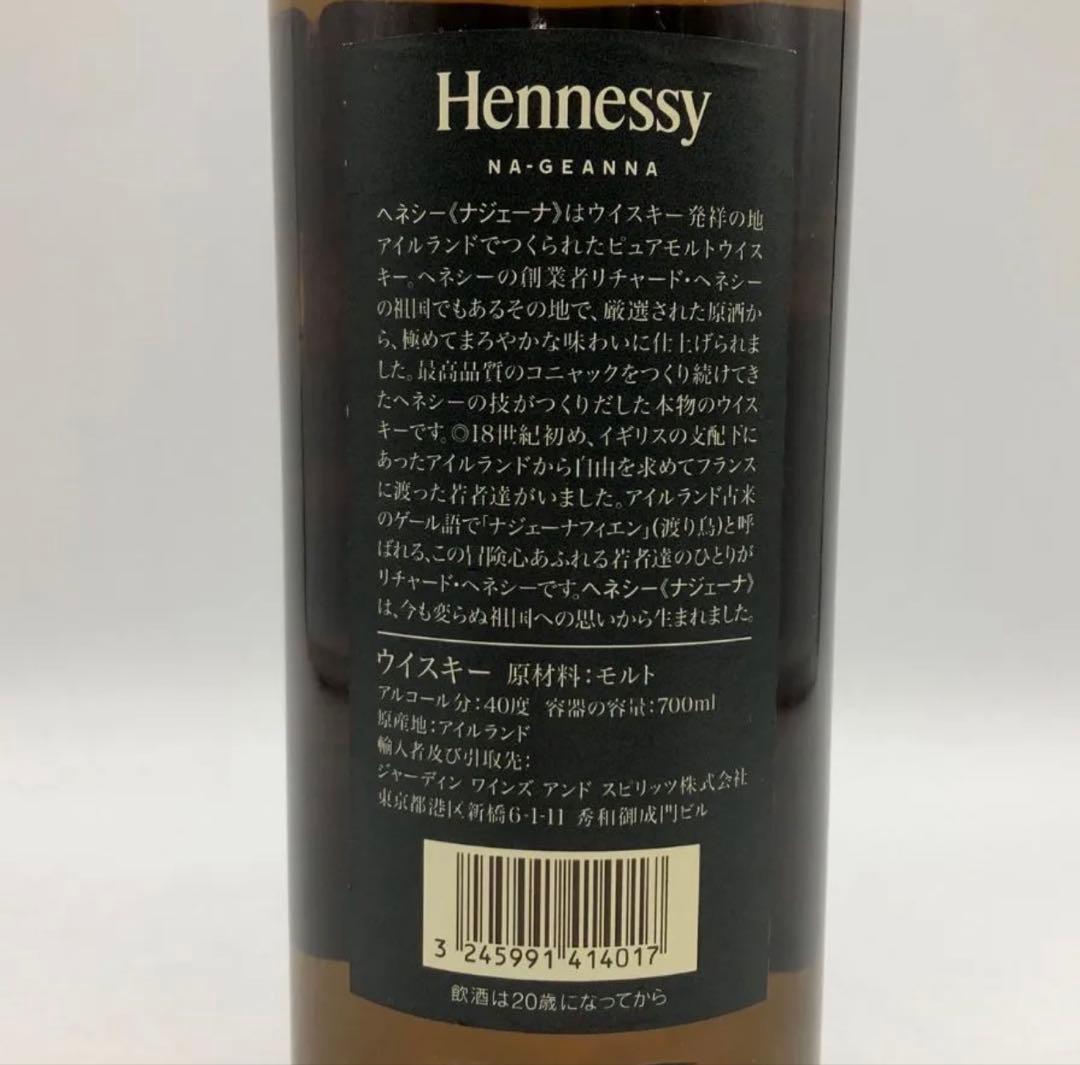 Hennessy
NA-GEANNA
ヘネシー《ナジェーナ》はウイスキー発祥の地
アイルランドでつくられたピュアモルトウイス
キー。ヘネシーの創業者リチャード・ヘネシー
の祖国でもあるその地で、厳選された原酒か
ら、極めてまろやかな味わいに仕上げられま
した。最高品質のコニャックをつくり続けてき
たヘネシーの技がつくりだした本物のウイス
キーです。◎18世紀初め、イギリスの支配下に
あったアイルランドから自由を求めてフランス
に渡った若者達がいました。アイルランド古来
のゲール語で「ナジェーナフィエン」(渡り鳥)と呼
ばれる、この冒険心あふれる若者達のひとりが
リチャード・ヘネシーです。ヘネシー《ナジェーナ》
は、今も変らぬ祖国への思いから生まれました。
ウイスキー 原材料:モルト
アルコール分:40度 容器の容量:700ml
原産地:アイルランド
輸入者及び引取先:
ジャーディン ワインズ アンド スピリッツ株式会社
東京都港区新橋6-1-11 秀和御成門ビル
3 245991 414017
飲酒は20歳になってから